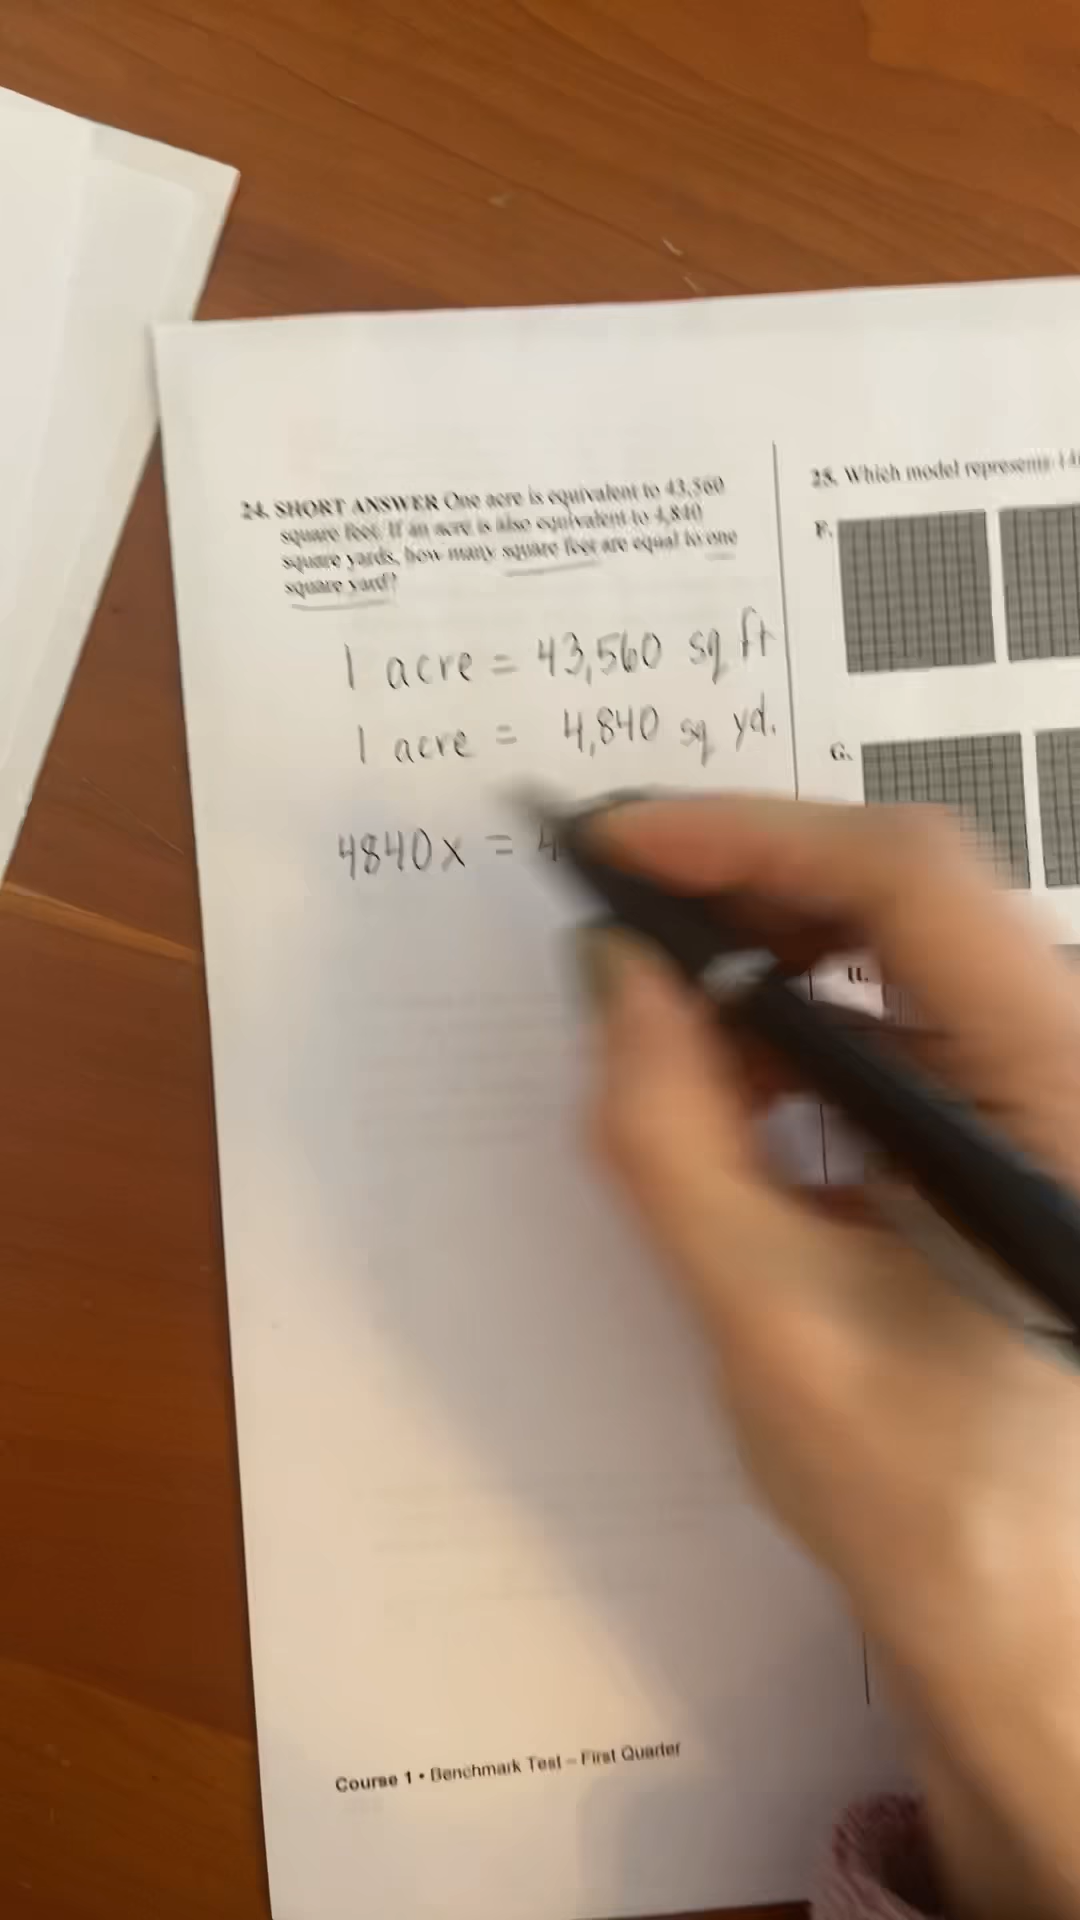 24. SHORT ANSWER One acre is equivalent to 43,560
square feet. If an acre is also equivalent to 4,840
square yards, how many square feet are equal to one
square yard?
1 acre = 43,560 sq ft
1 acre = 4,840 sq yd.
4840x = 4
25. Which model represents
F.
G.
H.
Course 1 • Benchmark Test – First Quarter